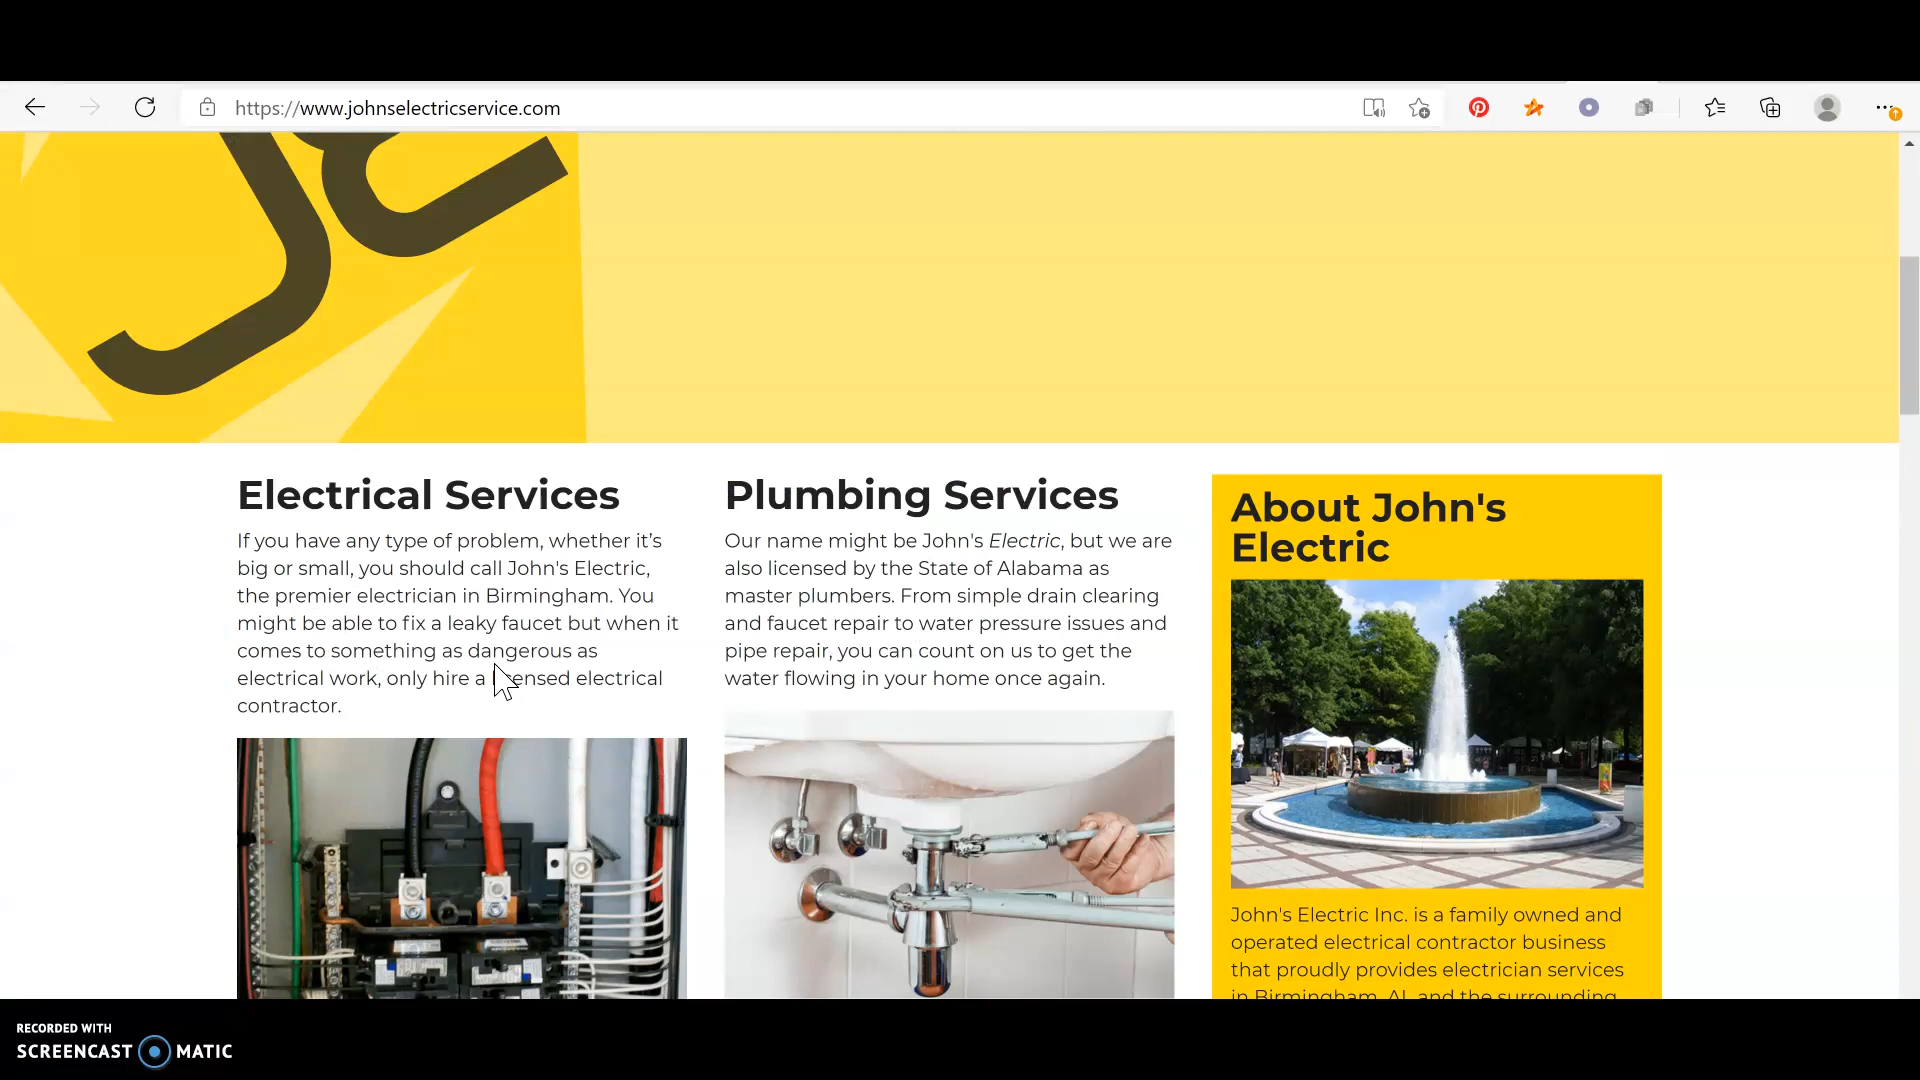 https://www.johnselectricservice.com
JE
Electrical Services
If you have any type of problem, whether it’s
big or small, you should call John's Electric,
the premier electrician in Birmingham. You
might be able to fix a leaky faucet but when it
comes to something as dangerous as
electrical work, only hire a licensed electrical
contractor.
Plumbing Services
Our name might be John's Electric, but we are
also licensed by the State of Alabama as
master plumbers. From simple drain clearing
and faucet repair to water pressure issues and
pipe repair, you can count on us to get the
water flowing in your home once again.
About John's
Electric
John's Electric Inc. is a family owned and
operated electrical contractor business
that proudly provides electrician services
in Birmingham, AL and the surrounding
RECORDED WITH
SCREENCAST MATIC